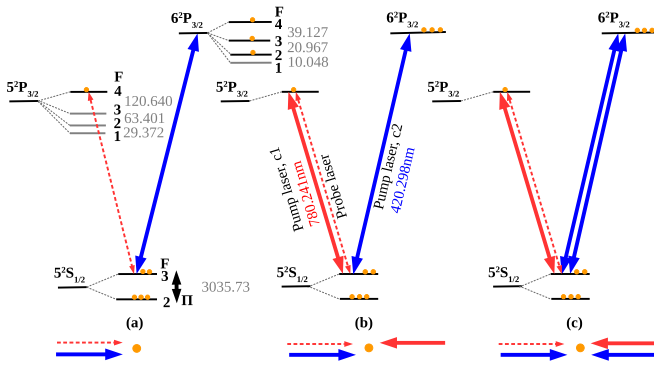 6²P3/2
F
4
3
2
1
39.127
20.967
10.048
5²P3/2
F
4
3
2
1
120.640
63.401
29.372
5²S1/2
F
3
2
Π
3035.73
(a)
6²P3/2
5²P3/2
Pump laser, c1
780.241nm
Probe laser
Pump laser, c2
420.298nm
5²S1/2
(b)
6²P3/2
5²P3/2
5²S1/2
(c)